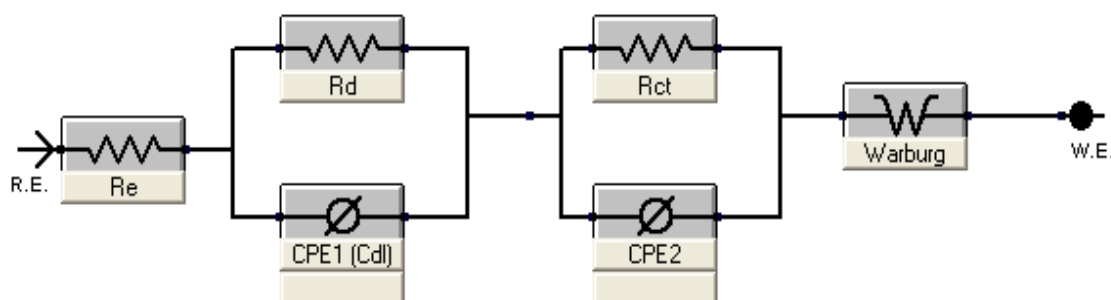 Rd
Rct
Warburg
R.E.
Re
W.E.
CPE1 (Cdl)
CPE2